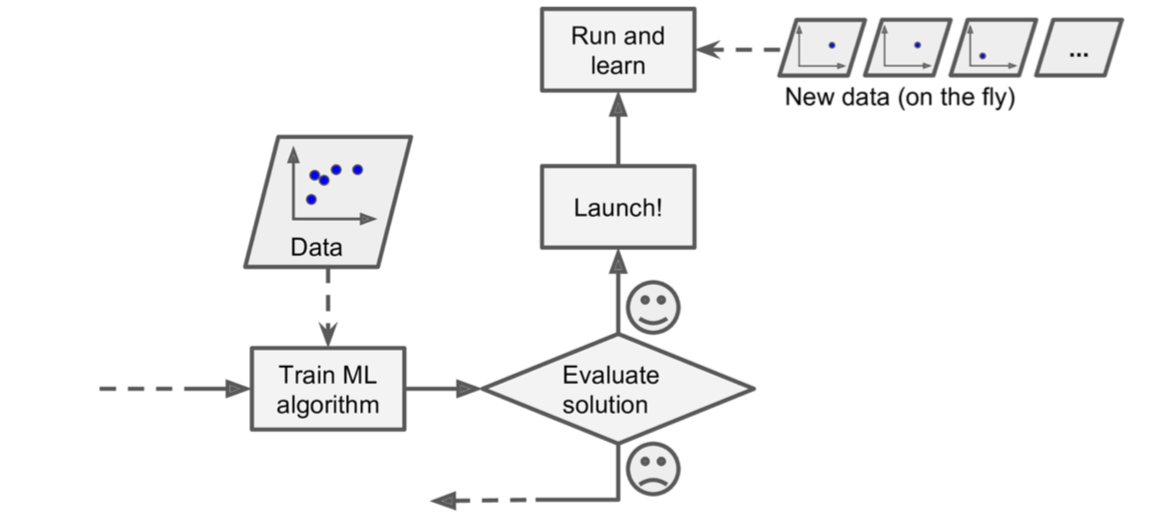 Run and
learn
...
New data (on the fly)
Launch!
Data
Train ML
algorithm
Evaluate
solution